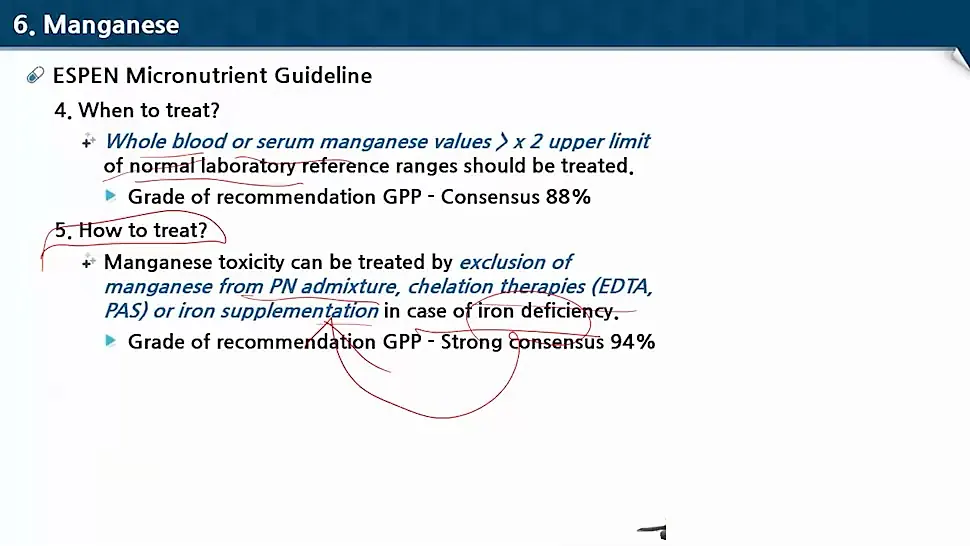 6. Manganese
ESPEN Micronutrient Guideline
4. When to treat?
Whole blood or serum manganese values > x 2 upper limit
of normal laboratory reference ranges should be treated.
Grade of recommendation GPP - Consensus 88%
5. How to treat?
Manganese toxicity can be treated by exclusion of
manganese from PN admixture, chelation therapies (EDTA,
PAS) or iron supplementation in case of iron deficiency.
Grade of recommendation GPP - Strong consensus 94%